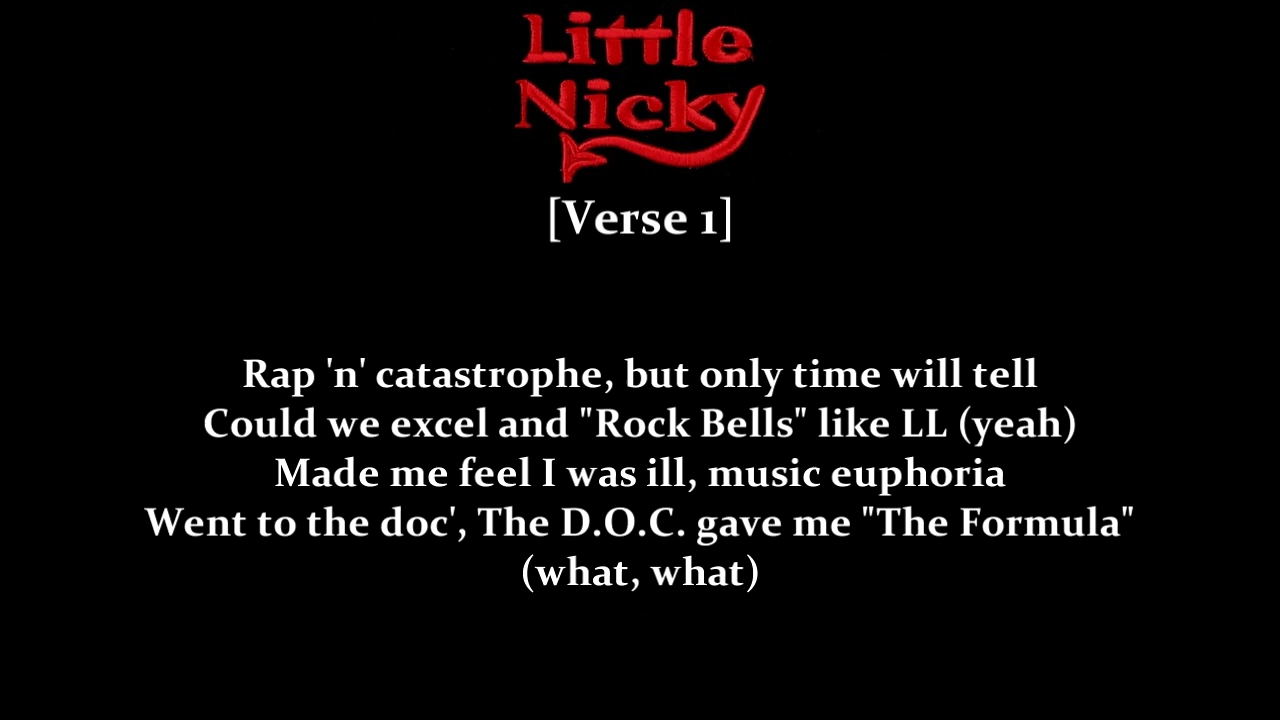 Little
Nicky
[Verse 1]
Rap 'n' catastrophe, but only time will tell
Could we excel and "Rock Bells" like LL (yeah)
Made me feel I was ill, music euphoria
Went to the doc', The D.O.C. gave me "The Formula"
(what, what)